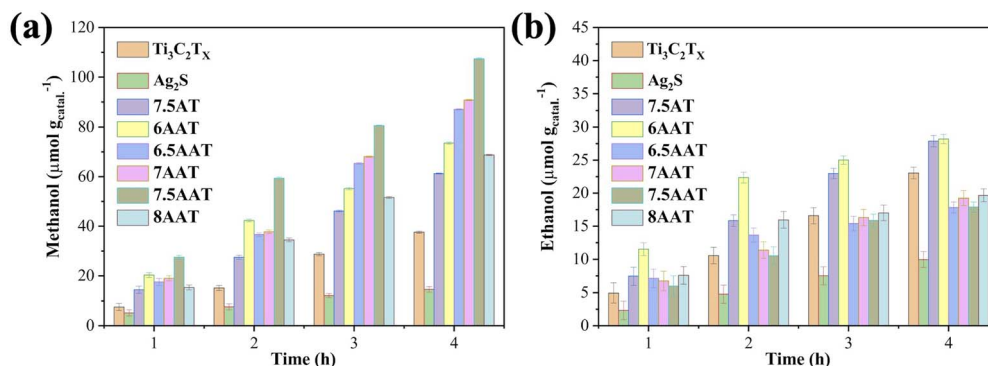 (a)
Methanol (μmol gcatal.⁻¹)
120
100
80
60
40
20
0
Ti₃C₂Tₓ
Ag₂S
7.5AT
6AAT
6.5AAT
7AAT
7.5AAT
8AAT
1 2 3 4
Time (h)
(b)
Ethanol (μmol gcatal.⁻¹)
45
40
35
30
25
20
15
10
5
0
Ti₃C₂Tₓ
Ag₂S
7.5AT
6AAT
6.5AAT
7AAT
7.5AAT
8AAT
1 2 3 4
Time (h)